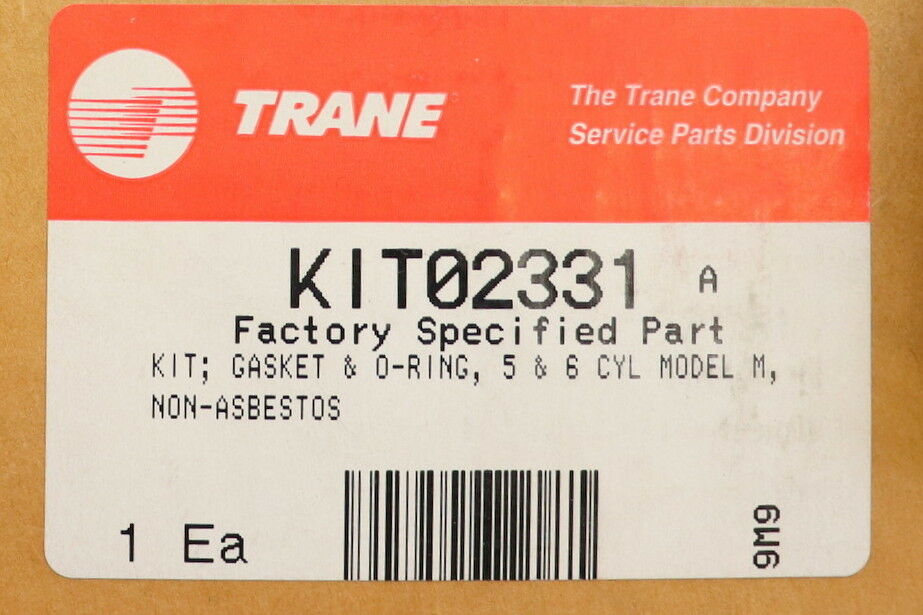 TRANE
The Trane Company
Service Parts Division
KIT02331 A
Factory Specified Part
KIT; GASKET & O-RING, 5 & 6 CYL MODEL M,
NON-ASBESTOS
1 Ea
9M9